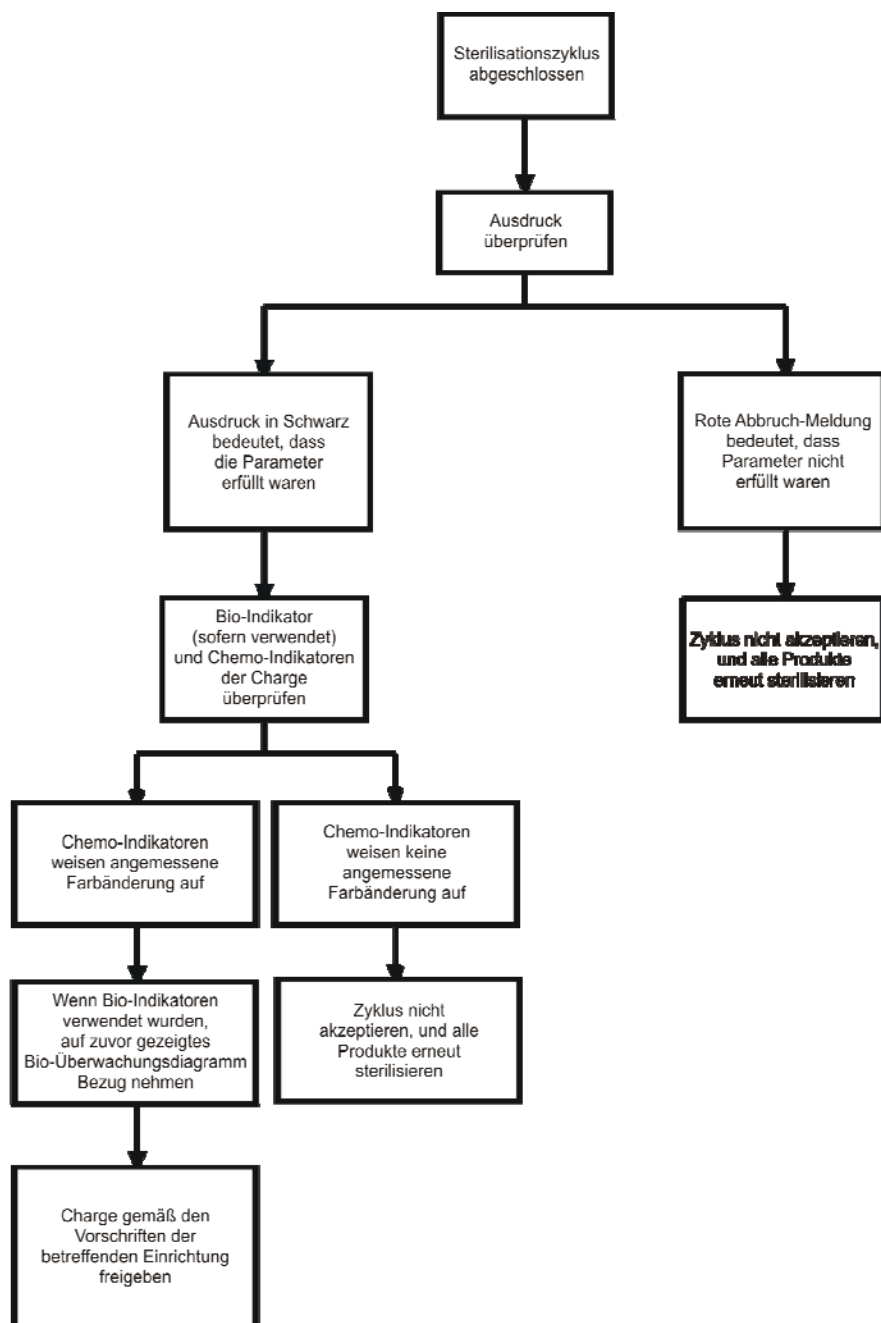 Sterilisationszyklus
abgeschlossen
Ausdruck
überprüfen
Ausdruck in Schwarz
bedeutet, dass
die Parameter
erfüllt waren
Rote Abbruch-Meldung
bedeutet, dass
Parameter nicht
erfüllt waren
Bio-Indikator
(sofern verwendet)
und Chemo-Indikatoren
der Charge
überprüfen
Zyklus nicht akzeptieren,
und alle Produkte
erneut sterilisieren
Chemo-Indikatoren
weisen angemessene
Farbänderung auf
Chemo-Indikatoren
weisen keine
angemessene
Farbänderung auf
Wenn Bio-Indikatoren
verwendet wurden,
auf zuvor gezeigtes
Bio-Überwachungsdiagramm
Bezug nehmen
Zyklus nicht
akzeptieren, und alle
Produkte erneut
sterilisieren
Charge gemäß den
Vorschriften der
betreffenden Einrichtung
freigeben